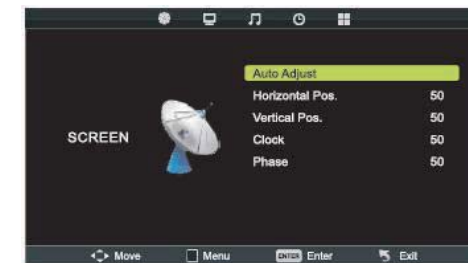 Auto Adjust
Horizontal Pos. 50
Vertical Pos. 50
SCREEN
Clock 50
Phase 50
Move Menu ENTER Enter Exit